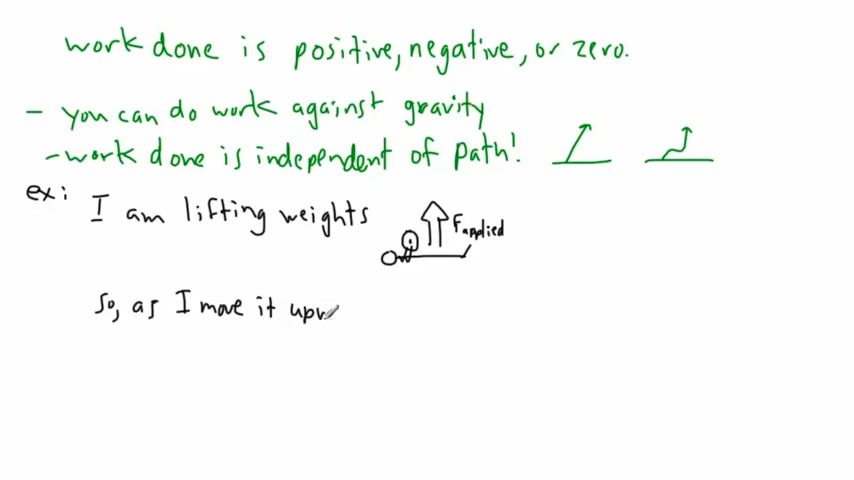 work done is positive, negative, or zero.
- you can do work against gravity
- work done is independent of path!
ex: I am lifting weights
Fapplied
So, as I move it upw